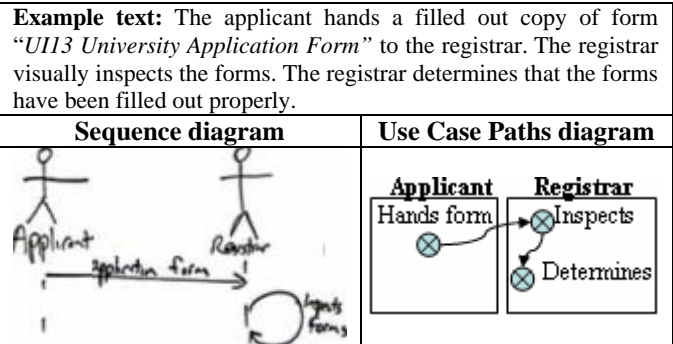 Example text: The applicant hands a filled out copy of form
“UI13 University Application Form” to the registrar. The registrar
visually inspects the forms. The registrar determines that the forms
have been filled out properly.
Sequence diagram
Use Case Paths diagram
Applicant Registrar
Hands form Inspects
Determines
application form
Inspects
forms